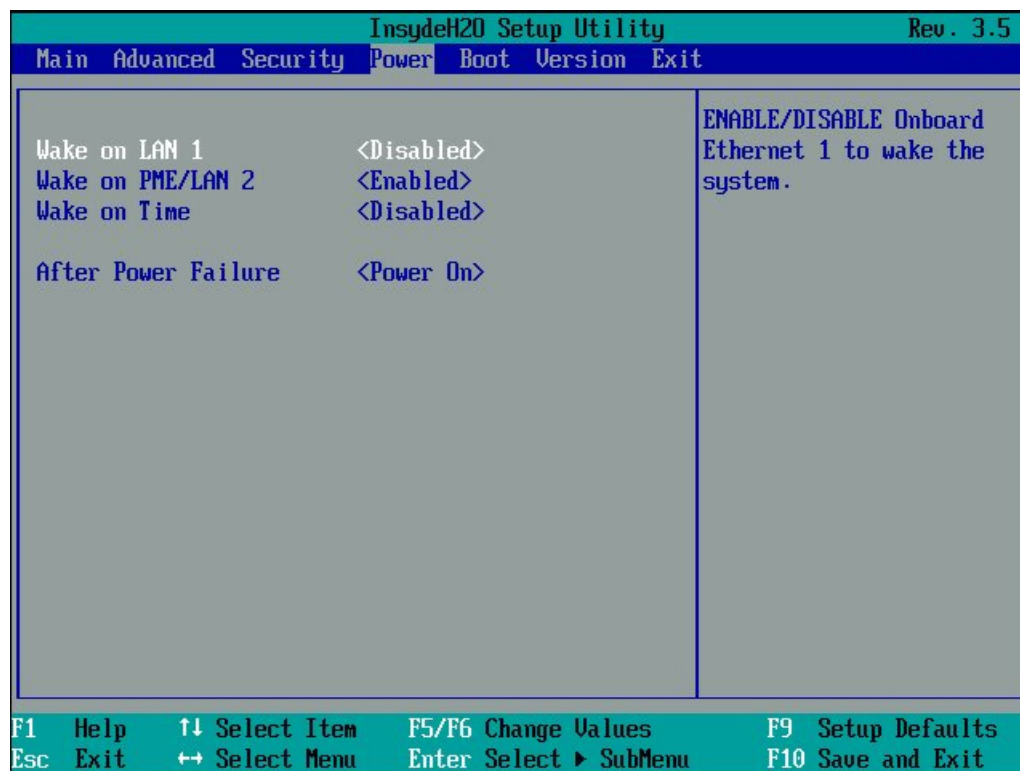 InsydeH2O Setup Utility Rev. 3.5
Main Advanced Security Power Boot Version Exit
Wake on LAN 1 <Disabled>
Wake on PME/LAN 2 <Enabled>
Wake on Time <Disabled>
After Power Failure <Power On>
ENABLE/DISABLE Onboard
Ethernet 1 to wake the
system.
F1 Help ↑↓ Select Item F5/F6 Change Values F9 Setup Defaults
Esc Exit ↔ Select Menu Enter Select ▶ SubMenu F10 Save and Exit